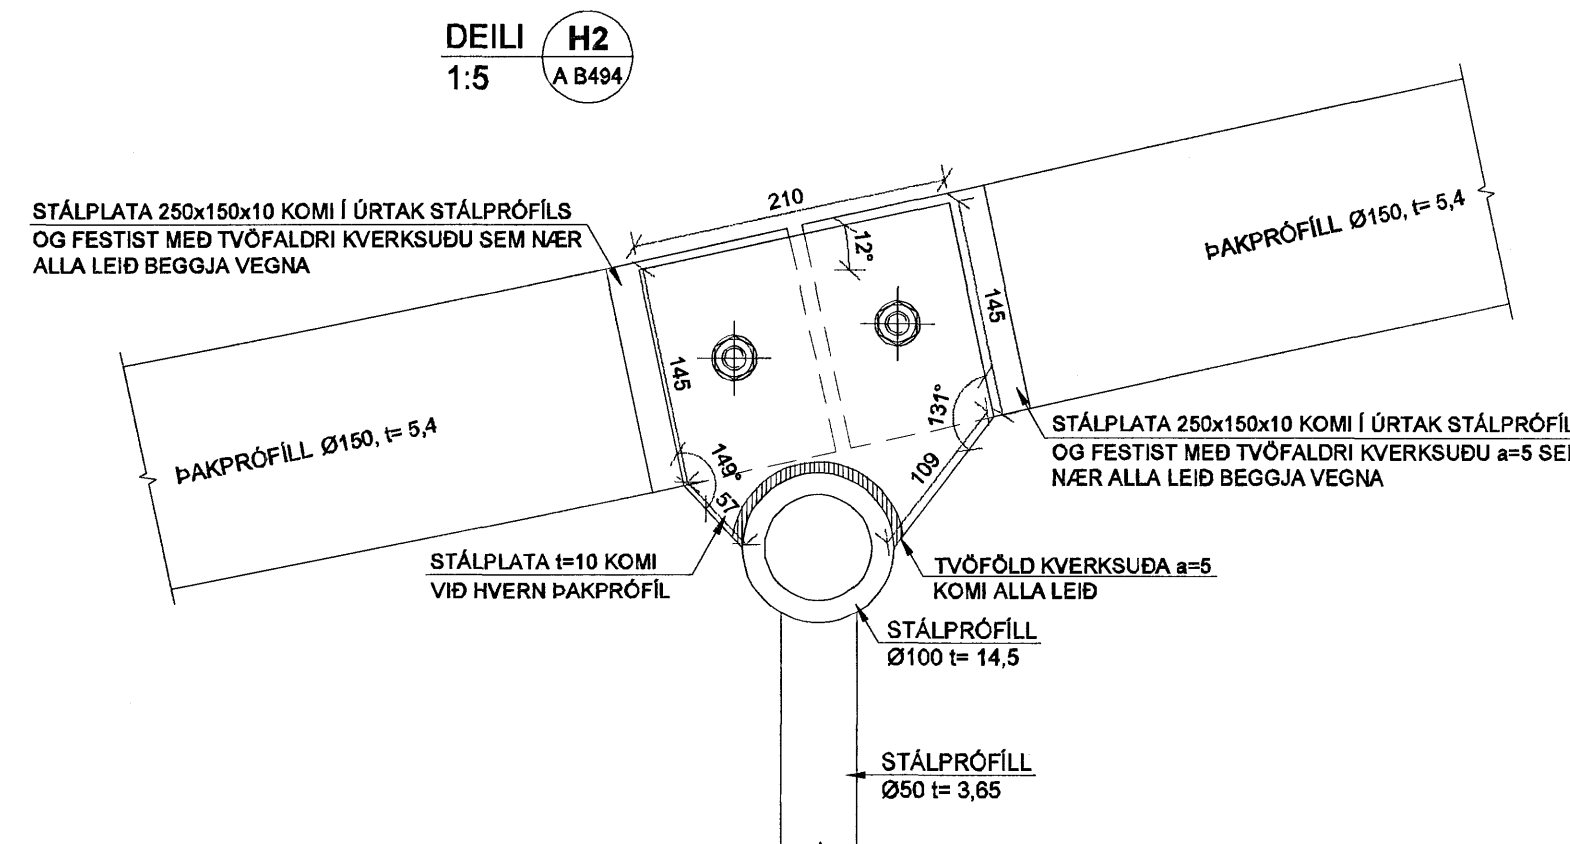 DEILI H2
1:5 A B494
210
STÁLPLATA 250x150x10 KOMI Í ÚRTAK STÁLPRÓFÍLS
OG FESTIST MEÐ TVÖFALDRI KVERKSUÐU SEM NÆR
ALLA LEIÐ BEGGJA VEGNA
12°
ÞAKPRÓFÍLL Ø150, t= 5,4
145
145
131°
ÞAKPRÓFÍLL Ø150, t= 5,4
149°
57
109
STÁLPLATA 250x150x10 KOMI Í ÚRTAK STÁLPRÓFÍL
OG FESTIST MEÐ TVÖFALDRI KVERKSUÐU a=5 SE
NÆR ALLA LEIÐ BEGGJA VEGNA
STÁLPLATA t=10 KOMI
VIÐ HVERN ÞAKPRÓFÍL
TVÖFÖLD KVERKSUÐA a=5
KOMI ALLA LEIÐ
STÁLPRÓFÍLL
Ø100 t= 14,5
STÁLPRÓFÍLL
Ø50 t= 3,65